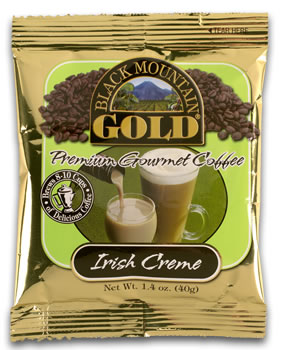 ◂TEAR HERE
BLACK MOUNTAIN
GOLD®
Premium Gourmet Coffee
Brews 8-10 Cups
of Delicious Coffee
Irish Creme
Net Wt. 1.4 oz. (40g)